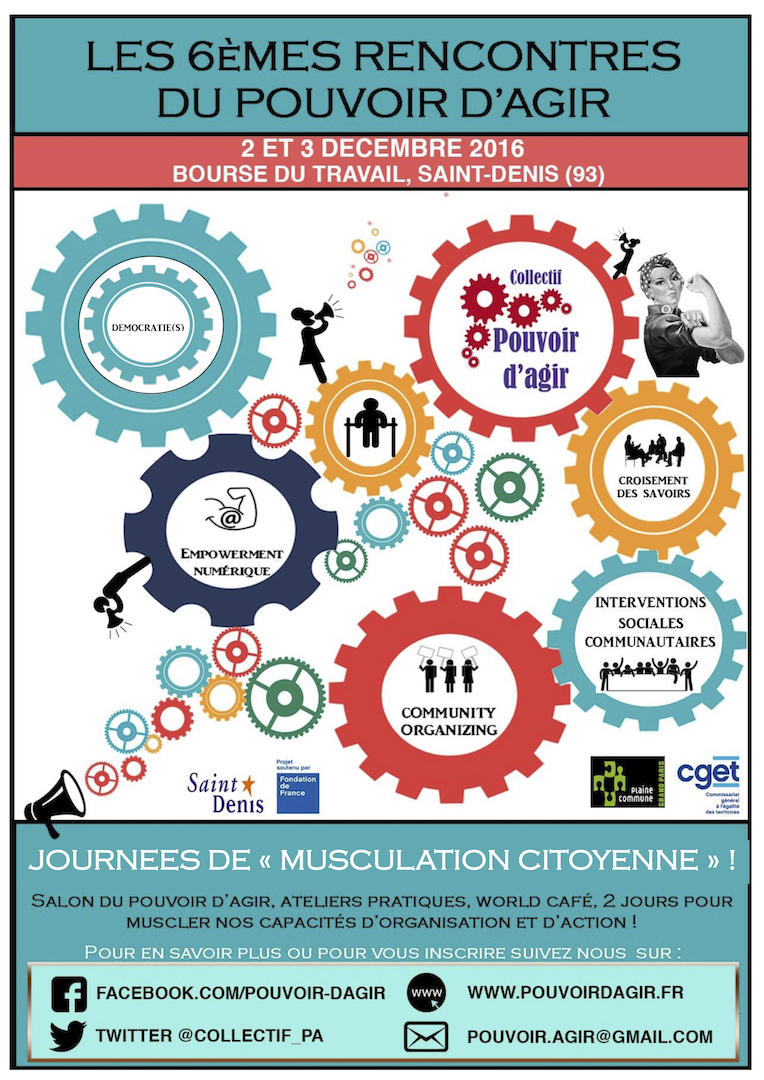 LES 6ÈMES RENCONTRES
DU POUVOIR D'AGIR
2 ET 3 DECEMBRE 2016
BOURSE DU TRAVAIL, SAINT-DENIS (93)
DEMOCRATIE(S)
Collectif
Pouvoir
d'agir
CROISEMENT
DES SAVOIRS
@
EMPOWERMENT
NUMÉRIQUE
INTERVENTIONS
SOCIALES
COMMUNAUTAIRES
COMMUNITY
ORGANIZING
Saint
Denis
Projet
soutenu par
Fondation
de
France
PLAINE
COMMUNE
GRAND PARIS
cget
Commissariat
général
à l'égalité
des territoires
JOURNEES DE « MUSCULATION CITOYENNE » !
SALON DU POUVOIR D'AGIR, ATELIERS PRATIQUES, WORLD CAFÉ, 2 JOURS POUR
MUSCLER NOS CAPACITÉS D'ORGANISATION ET D'ACTION !
POUR EN SAVOIR PLUS OU POUR VOUS INSCRIRE SUIVEZ NOUS SUR :
FACEBOOK.COM/POUVOIR-DAGIR
WWW
WWW.POUVOIRDAGIR.FR
TWITTER @COLLECTIF_PA
POUVOIR.AGIR@GMAIL.COM